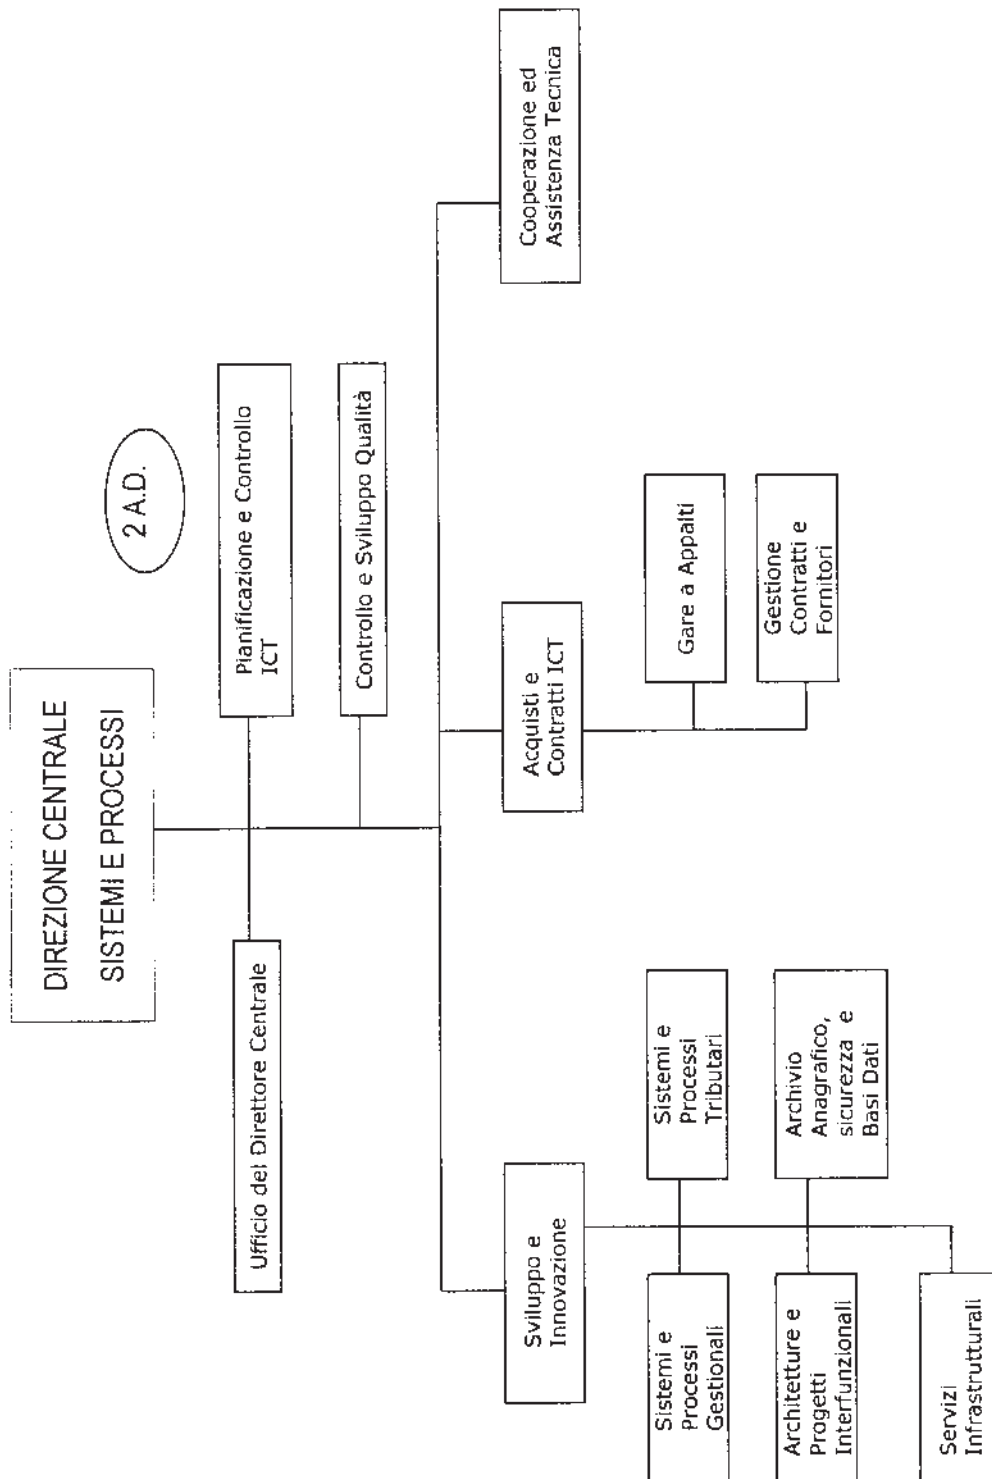 DIREZIONE CENTRALE
SISTEMI E PROCESSI
2 A.D.
Ufficio del Direttore Centrale
Pianificazione e Controllo
ICT
Controllo e Sviluppo Qualità
Sviluppo e
Innovazione
Acquisti e
Contratti ICT
Cooperazione ed
Assistenza Tecnica
Sistemi e
Processi
Gestionali
Sistemi e
Processi
Tributari
Architetture e
Progetti
Interfunzionali
Archivio
Anagrafico,
sicurezza e
Basi Dati
Servizi
Infrastrutturali
Gare a Appalti
Gestione
Contratti e
Fornitori